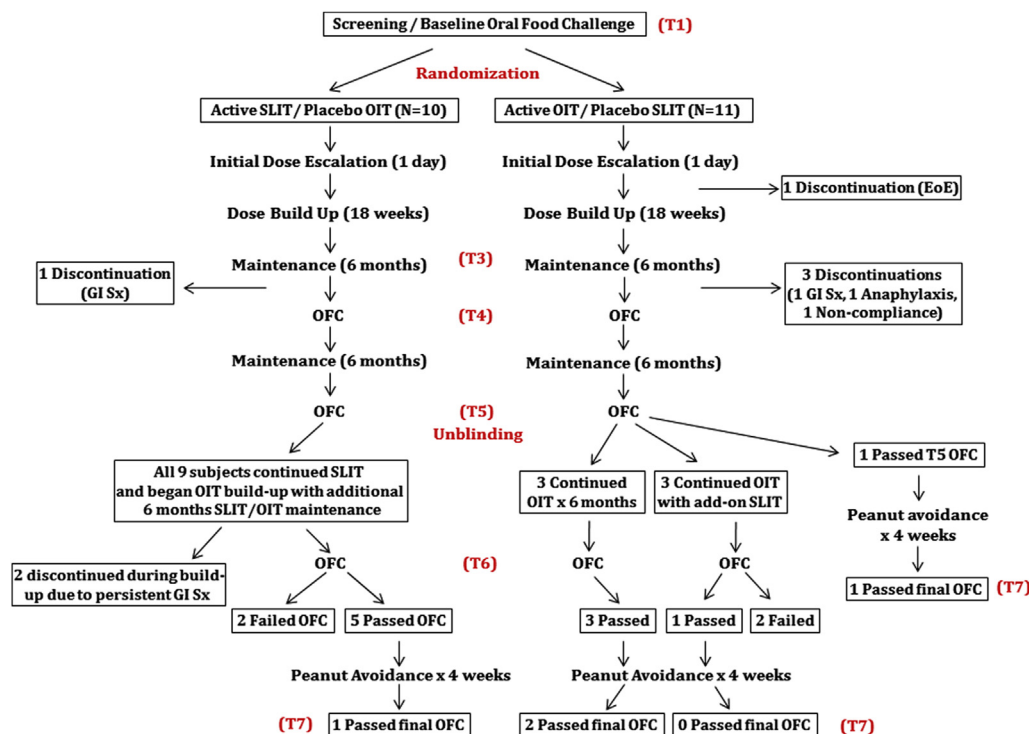 Screening / Baseline Oral Food Challenge
(T1)
Randomization
Active SLIT/ Placebo OIT (N=10)
Active OIT/ Placebo SLIT (N=11)
Initial Dose Escalation (1 day)
Initial Dose Escalation (1 day)
1 Discontinuation (EoE)
Dose Build Up (18 weeks)
Dose Build Up (18 weeks)
(T3)
Maintenance (6 months)
Maintenance (6 months)
1 Discontinuation
(GI Sx)
3 Discontinuations
(1 GI Sx, 1 Anaphylaxis,
1 Non-compliance)
OFC
(T4)
OFC
Maintenance (6 months)
Maintenance (6 months)
OFC
(T5)
OFC
Unblinding
All 9 subjects continued SLIT
and began OIT build-up with additional
6 months SLIT/OIT maintenance
3 Continued
OIT x 6 months
3 Continued OIT
with add-on SLIT
1 Passed T5 OFC
Peanut avoidance
x 4 weeks
1 Passed final OFC
(T7)
2 discontinued during build-
up due to persistent GI Sx
OFC
(T6)
OFC
OFC
2 Failed OFC
5 Passed OFC
3 Passed
1 Passed
2 Failed
Peanut Avoidance x 4 weeks
Peanut Avoidance x 4 weeks
(T7)
1 Passed final OFC
2 Passed final OFC
0 Passed final OFC
(T7)